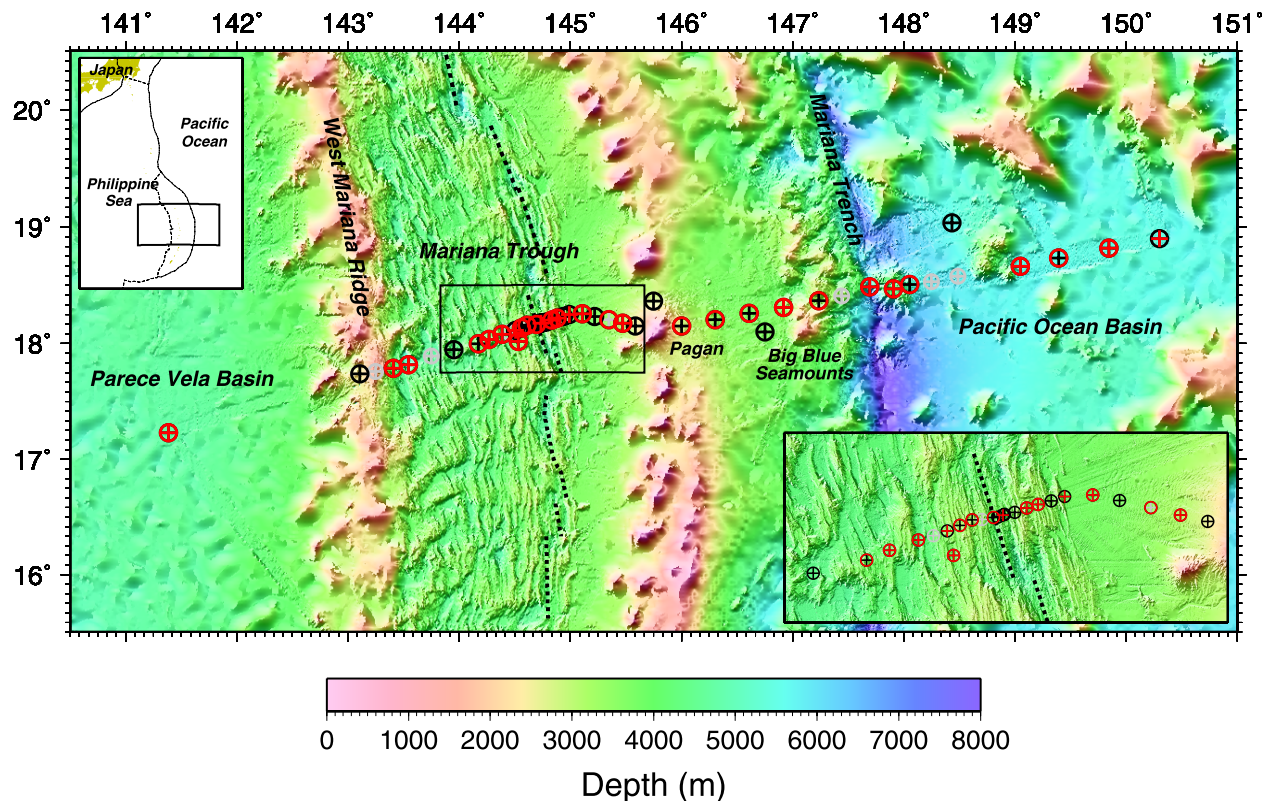 141° 142° 143° 144° 145° 146° 147° 148° 149° 150° 151°
20°
19°
18°
17°
16°
Japan
Pacific
Ocean
Philippine
Sea
West Mariana Ridge
Mariana Trough
Mariana Trench
Pagan
Big Blue
Seamounts
Pacific Ocean Basin
Parece Vela Basin
0 1000 2000 3000 4000 5000 6000 7000 8000
Depth (m)